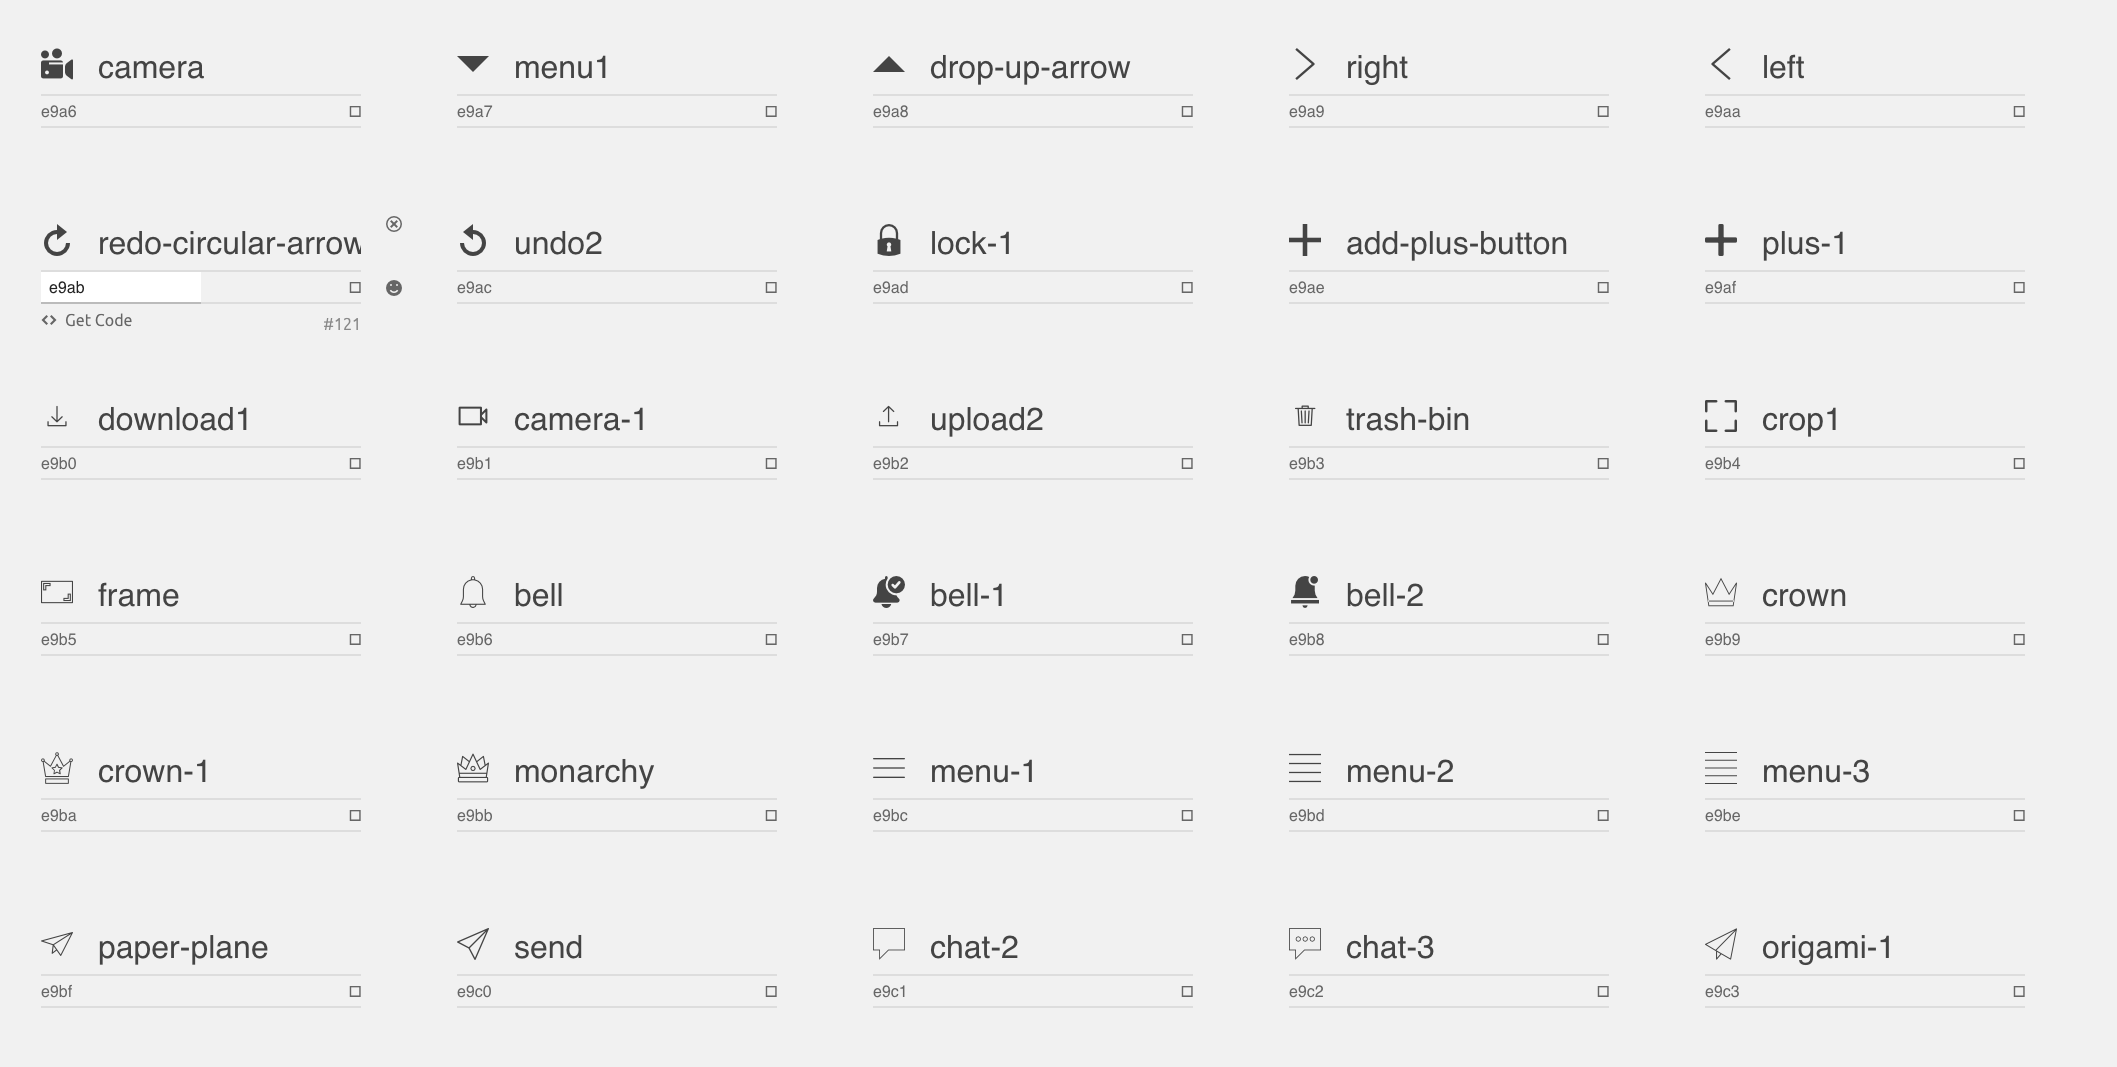 camera menu1 drop-up-arrow right left
e9a6 e9a7 e9a8 e9a9 e9aa
redo-circular-arrow undo2 lock-1 add-plus-button plus-1
e9ab e9ac e9ad e9ae e9af
Get Code #121
download1 camera-1 upload2 trash-bin crop1
e9b0 e9b1 e9b2 e9b3 e9b4
frame bell bell-1 bell-2 crown
e9b5 e9b6 e9b7 e9b8 e9b9
crown-1 monarchy menu-1 menu-2 menu-3
e9ba e9bb e9bc e9bd e9be
paper-plane send chat-2 chat-3 origami-1
e9bf e9c0 e9c1 e9c2 e9c3